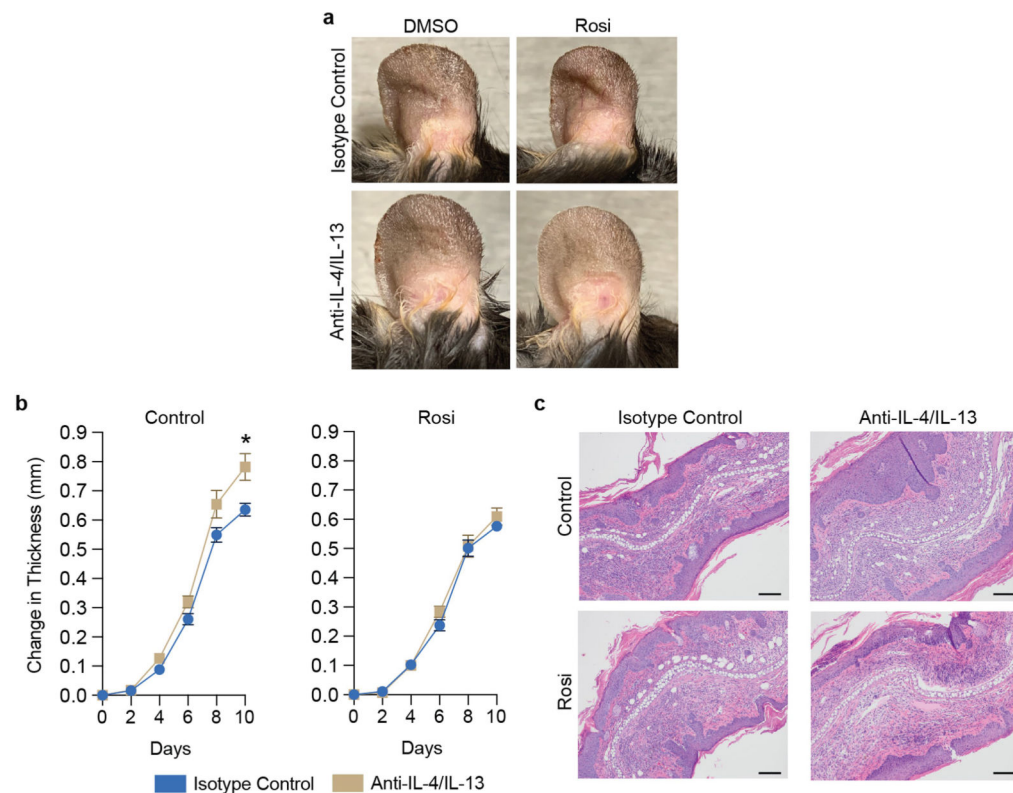 a
DMSO Rosi
Isotype Control
Anti-IL-4/IL-13
b
Control Rosi
Change in Thickness (mm)
0.9 0.9
0.8 0.8
0.7 0.7
0.6 0.6
0.5 0.5
0.4 0.4
0.3 0.3
0.2 0.2
0.1 0.1
0.0 0.0
*
0 2 4 6 8 10 0 2 4 6 8 10
Days Days
Isotype Control Anti-IL-4/IL-13
c
Isotype Control Anti-IL-4/IL-13
Control
Rosi